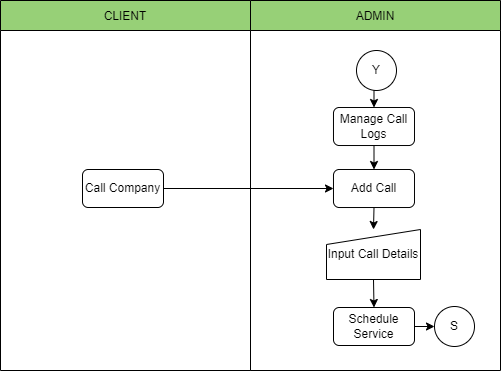 CLIENT
ADMIN
Y
Manage Call
Logs
Call Company
Add Call
Input Call Details
Schedule
Service
S